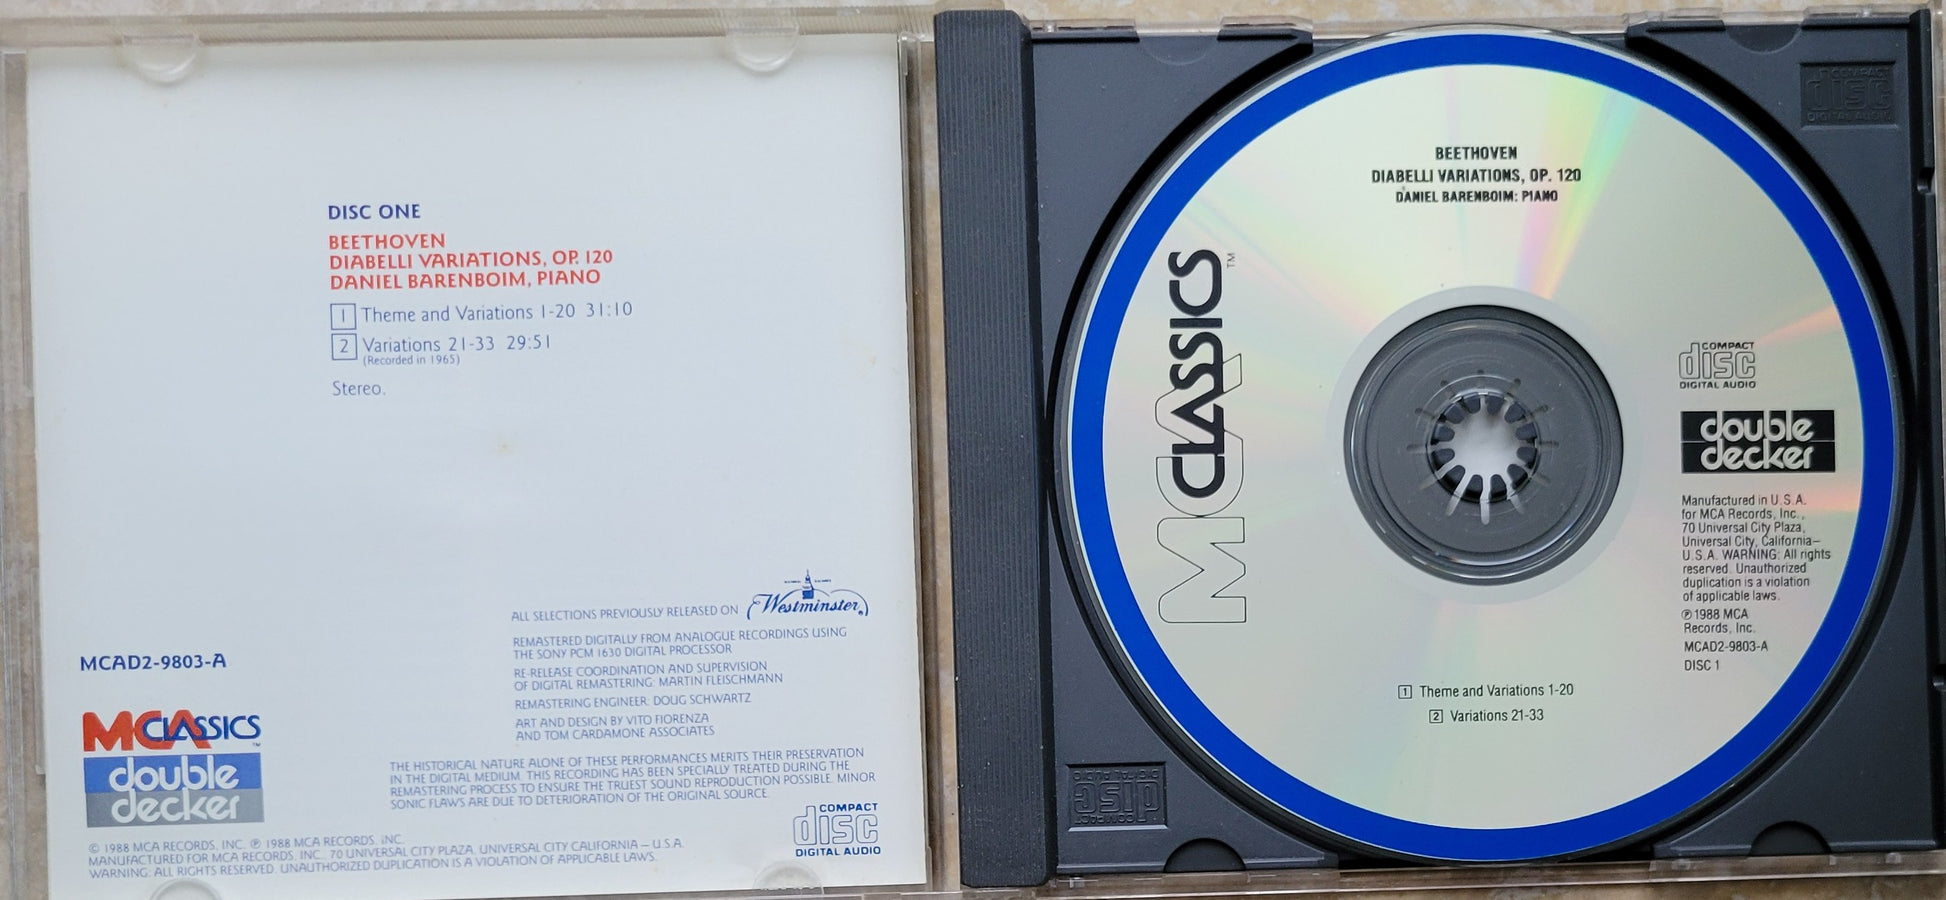 DISC ONE
BEETHOVEN
DIABELLI VARIATIONS, OP. 120
DANIEL BARENBOIM, PIANO
1 Theme and Variations 1-20 31:10
2 Variations 21-33 29:51
(Recorded in 1965)
Stereo.
ALL SELECTIONS PREVIOUSLY RELEASED ON Westminster®
REMASTERED DIGITALLY FROM ANALOGUE RECORDINGS USING
THE SONY PCM 1630 DIGITAL PROCESSOR
RE-RELEASE COORDINATION AND SUPERVISION
OF DIGITAL REMASTERING: MARTIN FLEISCHMANN
REMASTERING ENGINEER: DOUG SCHWARTZ
ART AND DESIGN BY VITO FIORENZA
AND TOM CARDAMONE ASSOCIATES
MCAD2-9803-A
MCA CLASSICS ™
double
decker
THE HISTORICAL NATURE ALONE OF THESE PERFORMANCES MERITS THEIR PRESERVATION
IN THE DIGITAL MEDIUM. THIS RECORDING HAS BEEN SPECIALLY TREATED DURING THE
REMASTERING PROCESS TO ENSURE THE TRUEST SOUND REPRODUCTION POSSIBLE. MINOR
SONIC FLAWS ARE DUE TO DETERIORATION OF THE ORIGINAL SOURCE.
COMPACT
disc
DIGITAL AUDIO
© 1988 MCA RECORDS, INC. ℗ 1988 MCA RECORDS, INC.
MANUFACTURED FOR MCA RECORDS, INC., 70 UNIVERSAL CITY PLAZA, UNIVERSAL CITY CALIFORNIA — U.S.A.
WARNING: ALL RIGHTS RESERVED. UNAUTHORIZED DUPLICATION IS A VIOLATION OF APPLICABLE LAWS.
COMPACT
disc
DIGITAL AUDIO
BEETHOVEN
DIABELLI VARIATIONS, OP. 120
DANIEL BARENBOIM: PIANO
MCA CLASSICS ™
COMPACT
disc
DIGITAL AUDIO
double
decker
Manufactured in U.S.A.
for MCA Records, Inc.,
70 Universal City Plaza,
Universal City, California—
U.S.A. WARNING: All rights
reserved. Unauthorized
duplication is a violation
of applicable laws.
℗1988 MCA
Records, Inc.
MCAD2-9803-A
DISC 1
1 Theme and Variations 1-20
2 Variations 21-33
COMPACT
disc
DIGITAL AUDIO